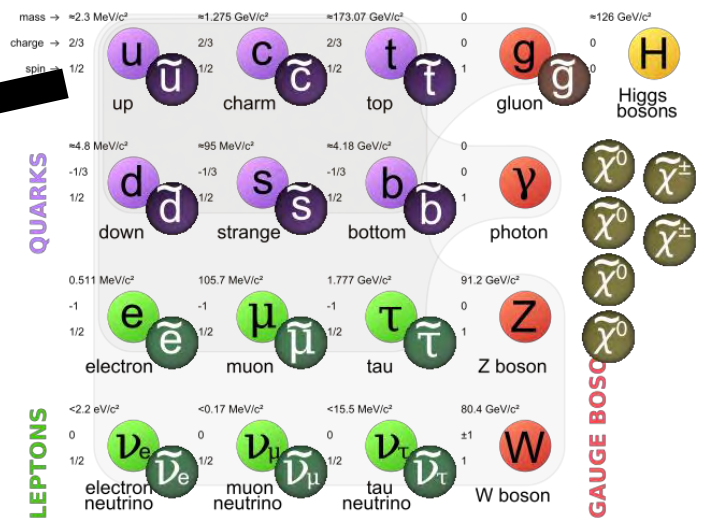 mass → ≈2.3 MeV/c² ≈1.275 GeV/c² ≈173.07 GeV/c² 0 ≈126 GeV/c²
charge → 2/3 2/3 2/3 0 0
spin → 1/2 1/2 1/2 1 0
u ũ c c̃ t t̃ g g̃ H
up charm top gluon Higgs bosons
≈4.8 MeV/c² ≈95 MeV/c² ≈4.18 GeV/c² 0
-1/3 -1/3 -1/3 0
1/2 1/2 1/2 1
d d̃ s s̃ b b̃ γ
down strange bottom photon
χ̃⁰ χ̃±
χ̃⁰ χ̃±
χ̃⁰
χ̃⁰
QUARKS
0.511 MeV/c² 105.7 MeV/c² 1.777 GeV/c² 91.2 GeV/c²
-1 -1 -1 0
1/2 1/2 1/2 1
e ẽ μ μ̃ τ τ̃ Z
electron muon tau Z boson
<2.2 eV/c² <0.17 MeV/c² <15.5 MeV/c² 80.4 GeV/c²
0 0 0 ±1
1/2 1/2 1/2 1
νe ν̃e νμ ν̃μ ντ ν̃τ W
electron neutrino muon neutrino tau neutrino W boson
LEPTONS
GAUGE BOSO